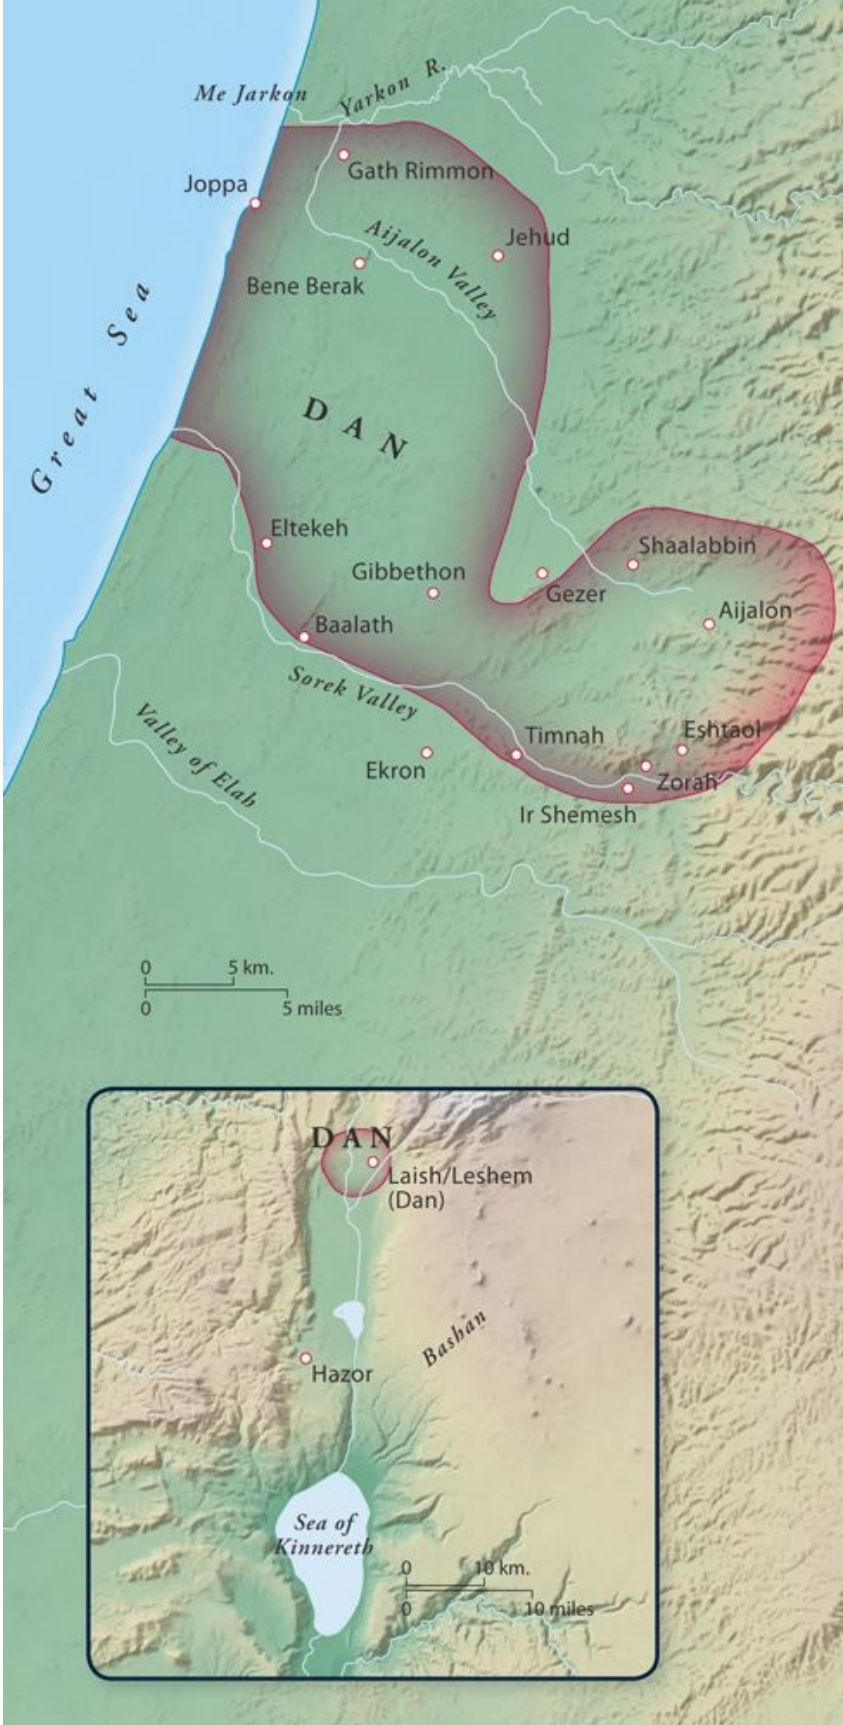 Me Jarkon
Yarkon R.
Gath Rimmon
Joppa
Jehud
Aijalon Valley
Bene Berak
Great Sea
DAN
Eltekeh
Shaalabbin
Gibbethon
Gezer
Aijalon
Baalath
Sorek Valley
Valley of Elah
Timnah
Eshtaol
Ekron
Zorah
Ir Shemesh
0 5 km.
0 5 miles
DAN
Laish/Leshem
(Dan)
Bashan
Hazor
Sea of
Kinnereth
0 10 km.
0 10 miles